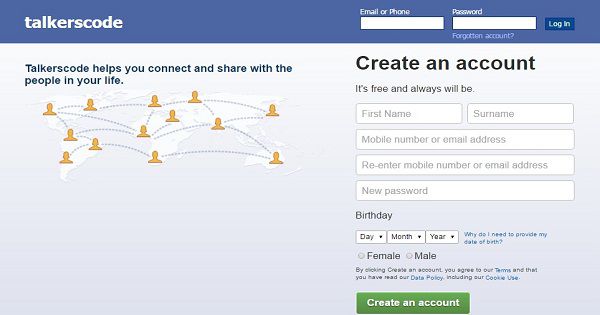 talkerscode
Email or Phone
Password
Log In
Forgotten account?
Talkerscode helps you connect and share with the
people in your life.
Create an account
It's free and always will be.
First Name
Surname
Mobile number or email address
Re-enter mobile number or email address
New password
Birthday
Day Month Year
Why do I need to provide my
date of birth?
Female Male
By clicking Create an account, you agree to our Terms and that
you have read our Data Policy, including our Cookie Use.
Create an account